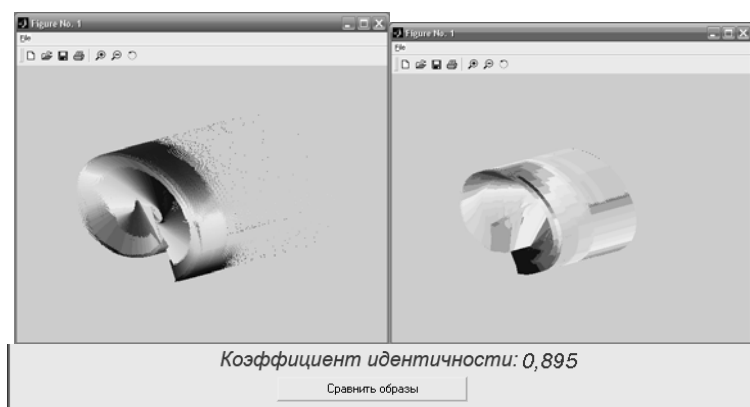 Figure No. 1
File
Figure No. 1
File
Коэффициент идентичности: 0,895
Сравнить образы